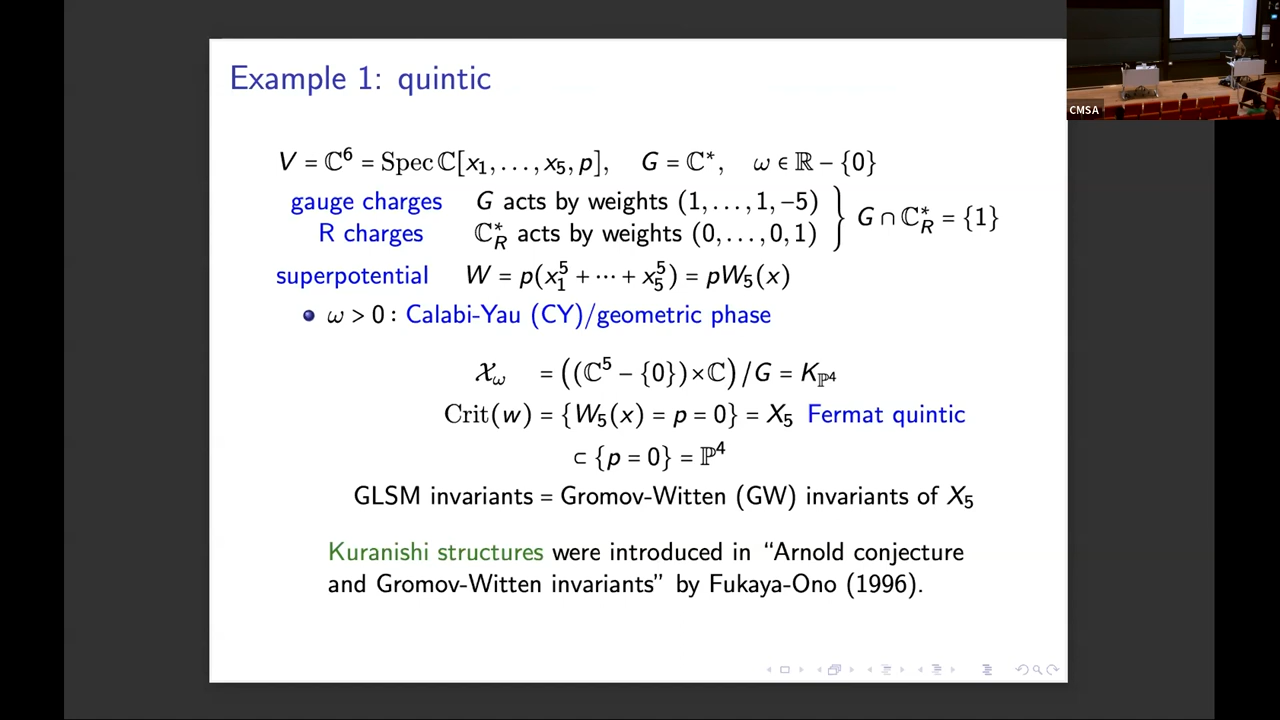 Example 1: quintic
V = ℂ⁶ = Spec ℂ[x₁, …, x₅, p], G = ℂ*, ω ∈ ℝ − {0}
gauge charges G acts by weights (1, …, 1, −5)
R charges ℂ*_R acts by weights (0, …, 0, 1)
G ∩ ℂ*_R = {1}
superpotential W = p(x₁⁵ + ⋯ + x₅⁵) = pW₅(x)
• ω > 0 : Calabi-Yau (CY)/geometric phase
𝒳_ω = ((ℂ⁵ − {0}) × ℂ) / G = K_ℙ⁴
Crit(w) = {W₅(x) = p = 0} = X₅ Fermat quintic
⊂ {p = 0} = ℙ⁴
GLSM invariants = Gromov-Witten (GW) invariants of X₅
Kuranishi structures were introduced in “Arnold conjecture
and Gromov-Witten invariants” by Fukaya-Ono (1996).
CMSA